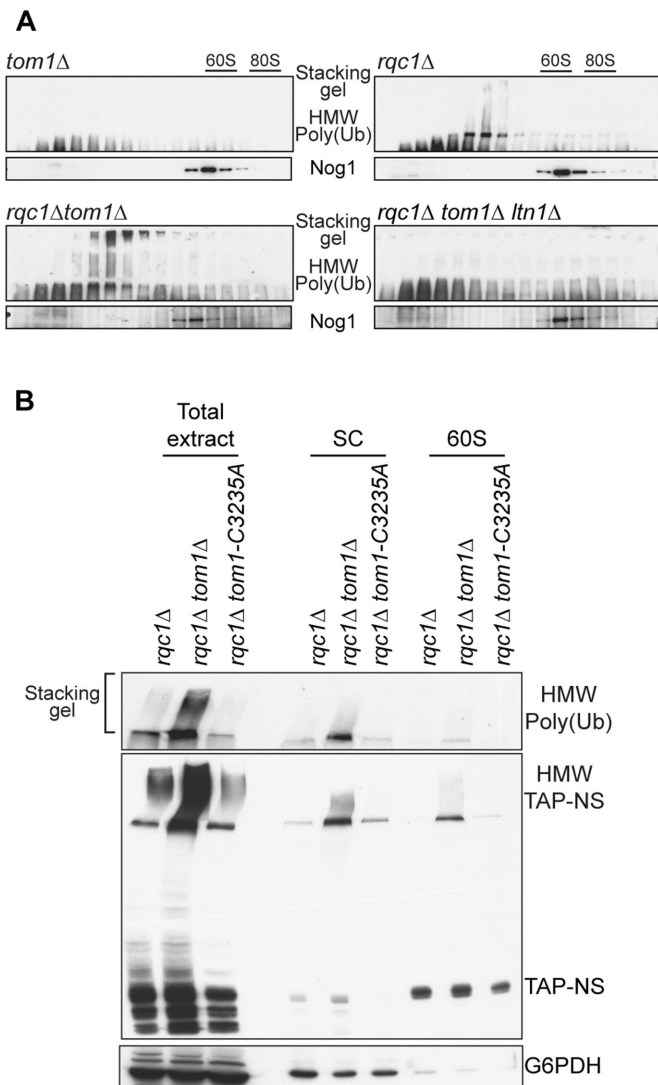 A
tom1Δ
60S 80S
Stacking
gel
HMW
Poly(Ub)
Nog1
rqc1Δ
60S 80S
rqc1Δtom1Δ
Stacking
gel
HMW
Poly(Ub)
Nog1
rqc1Δ tom1Δ ltn1Δ
B
Total
extract
SC
60S
rqc1Δ
rqc1Δ tom1Δ
rqc1Δ tom1-C3235A
rqc1Δ
rqc1Δ tom1Δ
rqc1Δ tom1-C3235A
rqc1Δ
rqc1Δ tom1Δ
rqc1Δ tom1-C3235A
Stacking
gel
HMW
Poly(Ub)
HMW
TAP-NS
TAP-NS
G6PDH